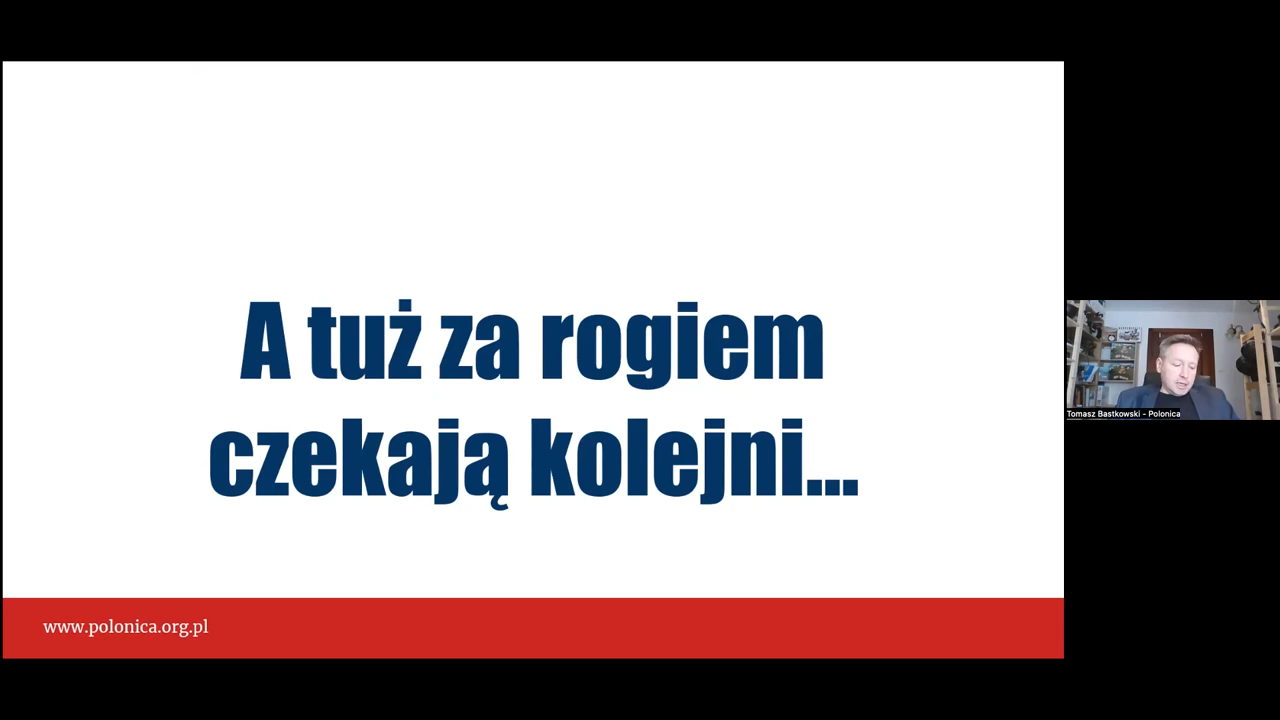 A tuż za rogiem
czekają kolejni...
www.polonica.org.pl
Tomasz Bastkowski - Polonica